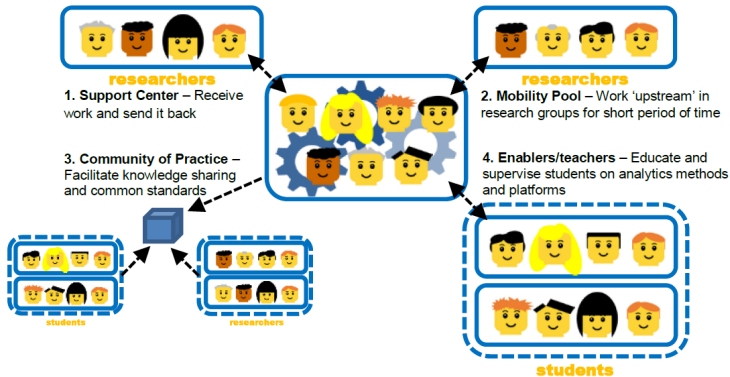 researchers
1. Support Center – Receive
work and send it back
researchers
2. Mobility Pool – Work ‘upstream’ in
research groups for short period of time
3. Community of Practice –
Facilitate knowledge sharing
and common standards
4. Enablers/teachers – Educate and
supervise students on analytics methods
and platforms
students
researchers
students